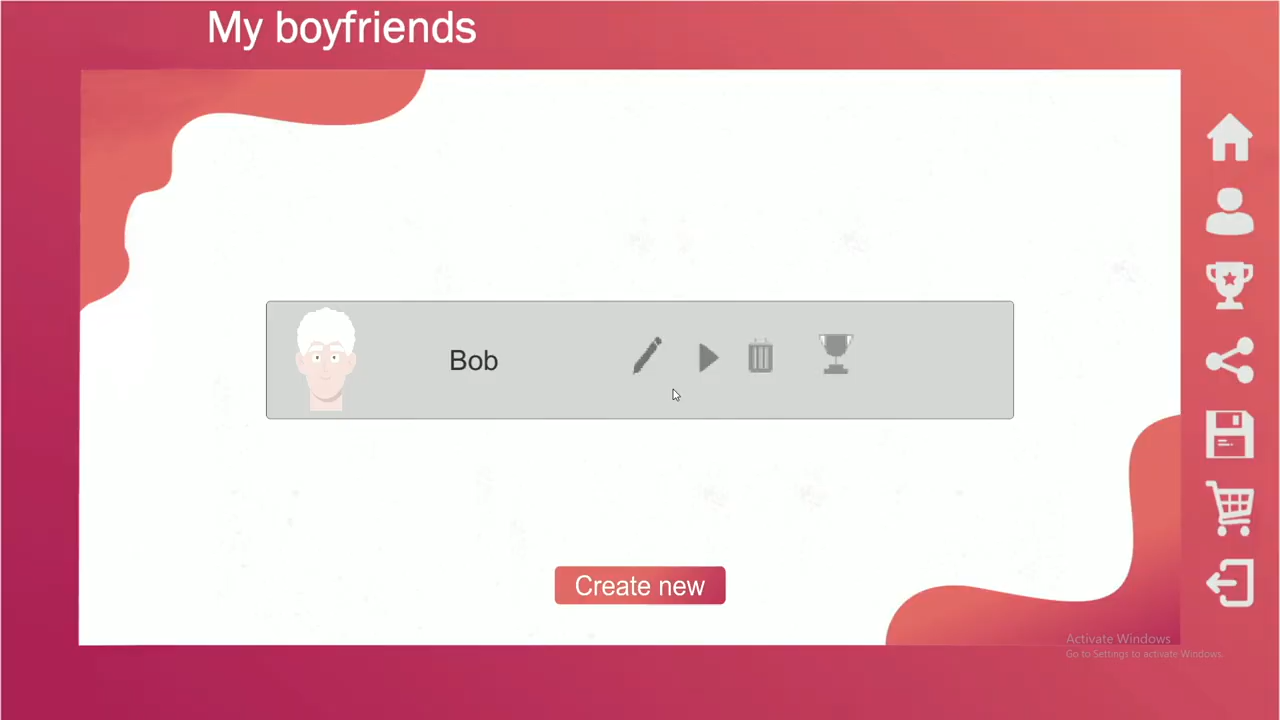 My boyfriends
Bob
Create new
Activate Windows
Go to Settings to activate Windows.